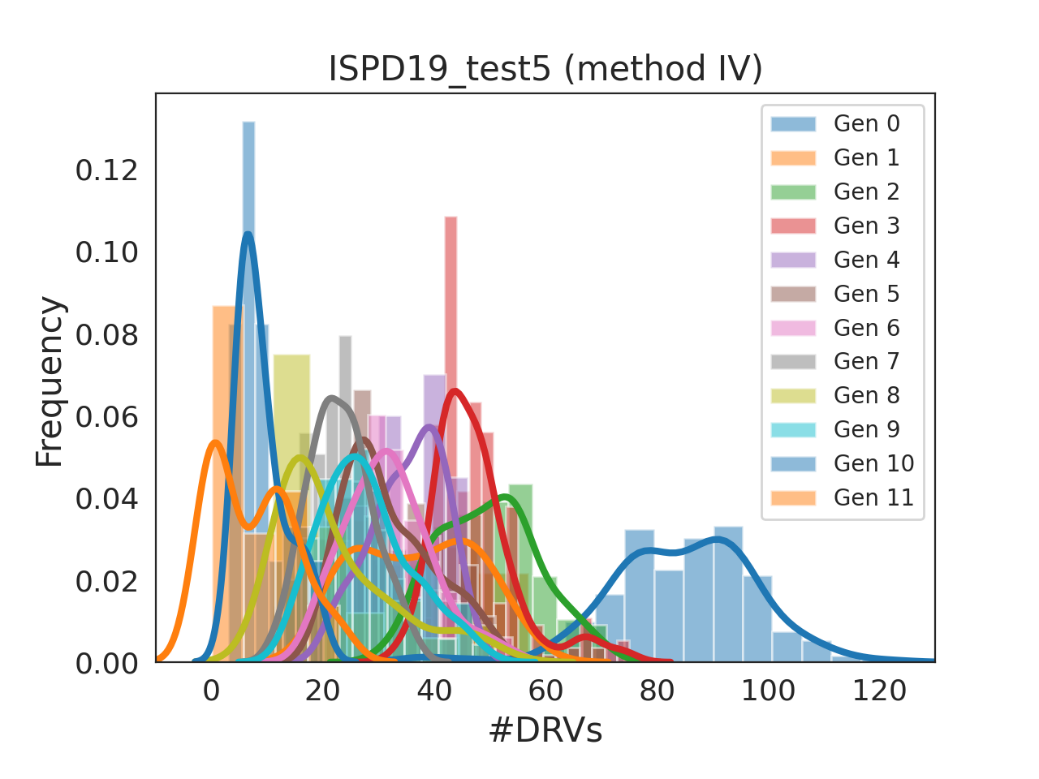 ISPD19_test5 (method IV)
Frequency
0.12
0.10
0.08
0.06
0.04
0.02
0.00
0 20 40 60 80 100 120
#DRVs
Gen 0
Gen 1
Gen 2
Gen 3
Gen 4
Gen 5
Gen 6
Gen 7
Gen 8
Gen 9
Gen 10
Gen 11